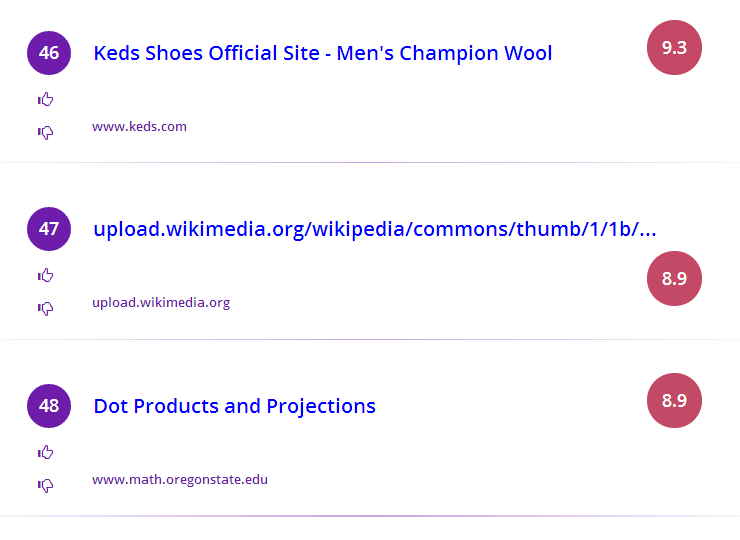 46 Keds Shoes Official Site - Men's Champion Wool 9.3
www.keds.com
47 upload.wikimedia.org/wikipedia/commons/thumb/1/1b/...
8.9
upload.wikimedia.org
48 Dot Products and Projections 8.9
www.math.oregonstate.edu